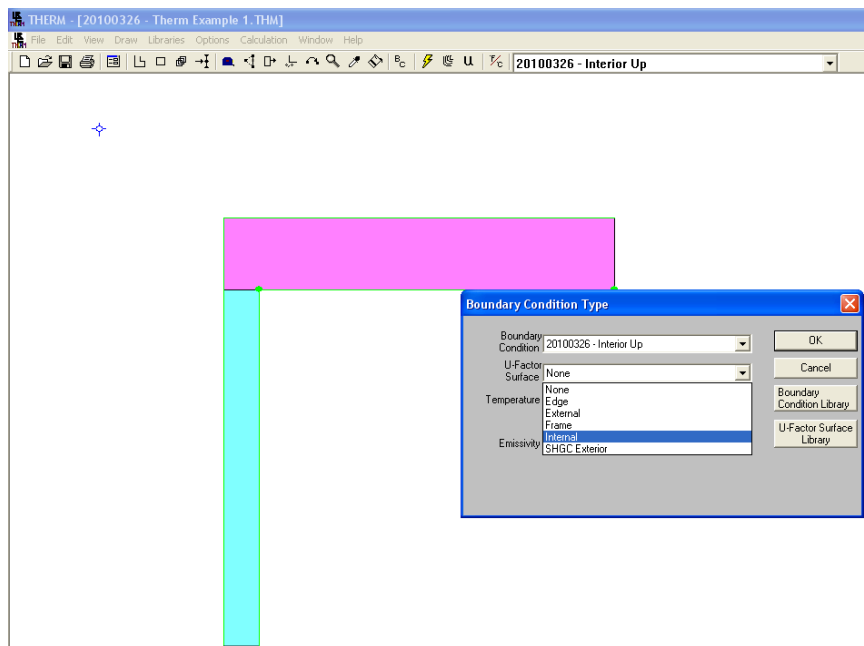 THERM - [20100326 - Therm Example 1.THM]
File Edit View Draw Libraries Options Calculation Window Help
BC U T/C 20100326 - Interior Up
Boundary Condition Type
Boundary Condition 20100326 - Interior Up OK
U-Factor Surface None Cancel
None
Edge
External
Frame
Internal
SHGC Exterior
Temperature
Emissivity
Boundary Condition Library
U-Factor Surface Library